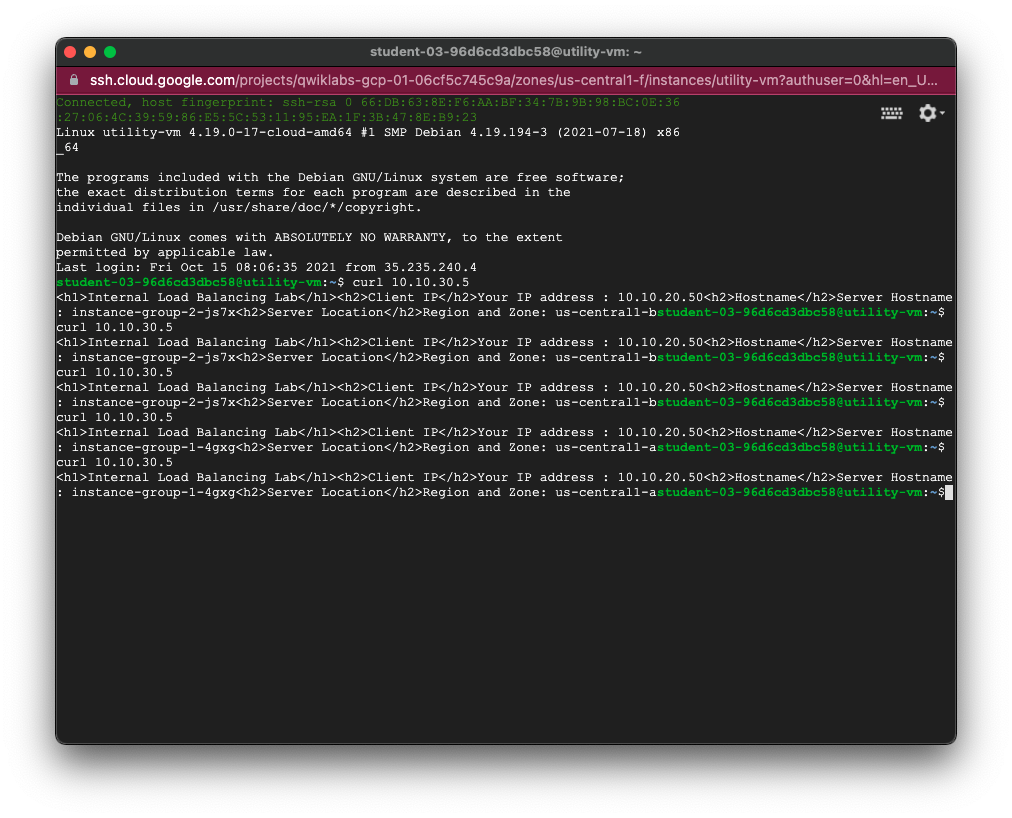 student-03-96d6cd3dbc58@utility-vm: ~
ssh.cloud.google.com/projects/qwiklabs-gcp-01-06cf5c745c9a/zones/us-central1-f/instances/utility-vm?authuser=0&hl=en_U...
Connected, host fingerprint: ssh-rsa 0 66:DB:63:8E:F6:AA:BF:34:7B:9B:98:BC:0E:36
:27:06:4C:39:59:86:E5:5C:53:11:95:EA:1F:3B:47:8E:B9:23
Linux utility-vm 4.19.0-17-cloud-amd64 #1 SMP Debian 4.19.194-3 (2021-07-18) x86
_64
The programs included with the Debian GNU/Linux system are free software;
the exact distribution terms for each program are described in the
individual files in /usr/share/doc/*/copyright.
Debian GNU/Linux comes with ABSOLUTELY NO WARRANTY, to the extent
permitted by applicable law.
Last login: Fri Oct 15 08:06:35 2021 from 35.235.240.4
student-03-96d6cd3dbc58@utility-vm:~$ curl 10.10.30.5
<h1>Internal Load Balancing Lab</h1><h2>Client IP</h2>Your IP address : 10.10.20.50<h2>Hostname</h2>Server Hostname
: instance-group-2-js7x<h2>Server Location</h2>Region and Zone: us-central1-bstudent-03-96d6cd3dbc58@utility-vm:~$
curl 10.10.30.5
<h1>Internal Load Balancing Lab</h1><h2>Client IP</h2>Your IP address : 10.10.20.50<h2>Hostname</h2>Server Hostname
: instance-group-2-js7x<h2>Server Location</h2>Region and Zone: us-central1-bstudent-03-96d6cd3dbc58@utility-vm:~$
curl 10.10.30.5
<h1>Internal Load Balancing Lab</h1><h2>Client IP</h2>Your IP address : 10.10.20.50<h2>Hostname</h2>Server Hostname
: instance-group-2-js7x<h2>Server Location</h2>Region and Zone: us-central1-bstudent-03-96d6cd3dbc58@utility-vm:~$
curl 10.10.30.5
<h1>Internal Load Balancing Lab</h1><h2>Client IP</h2>Your IP address : 10.10.20.50<h2>Hostname</h2>Server Hostname
: instance-group-1-4gxg<h2>Server Location</h2>Region and Zone: us-central1-astudent-03-96d6cd3dbc58@utility-vm:~$
curl 10.10.30.5
<h1>Internal Load Balancing Lab</h1><h2>Client IP</h2>Your IP address : 10.10.20.50<h2>Hostname</h2>Server Hostname
: instance-group-1-4gxg<h2>Server Location</h2>Region and Zone: us-central1-astudent-03-96d6cd3dbc58@utility-vm:~$